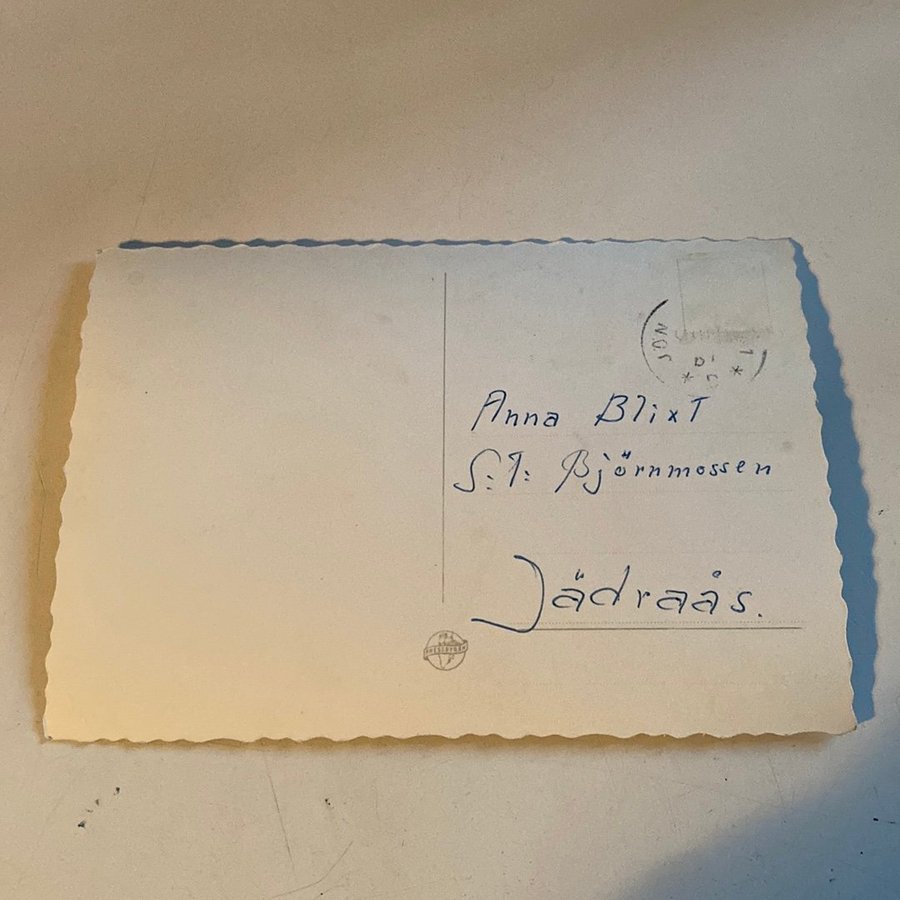 Anna Blixt
S:t: Björnmossen
Jädraås.